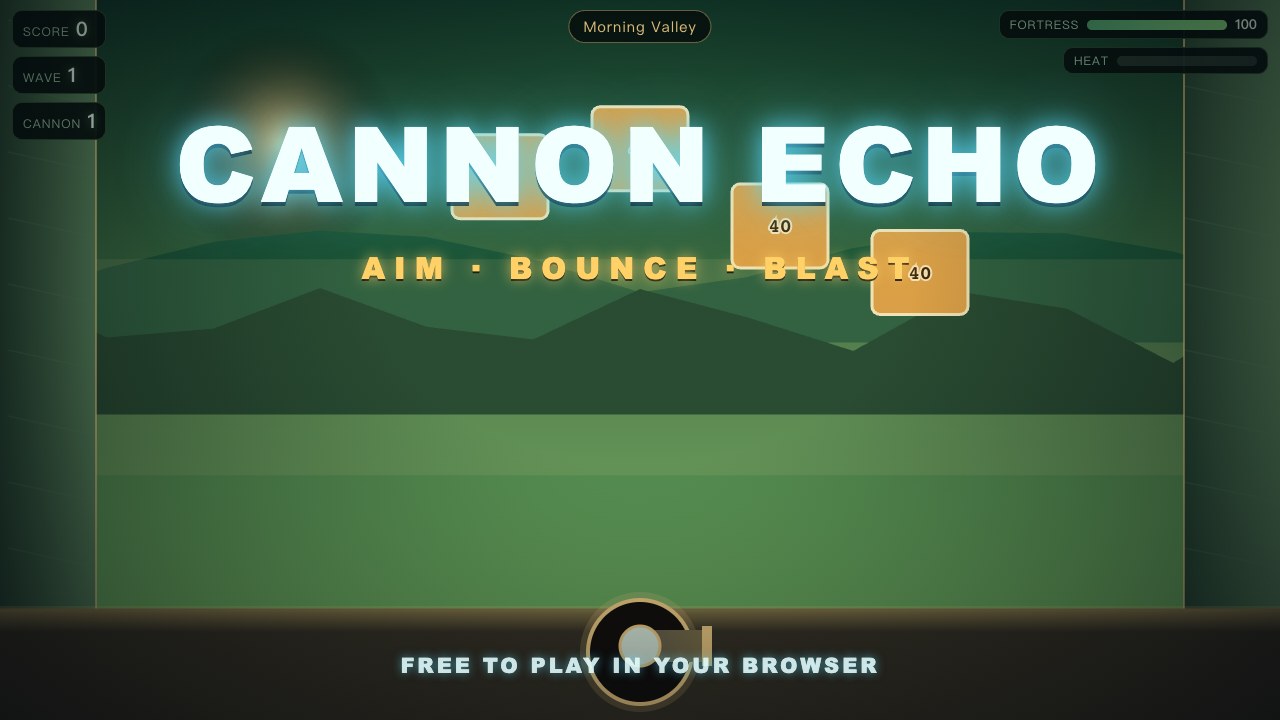 SCORE 0
Morning Valley
FORTRESS 100
WAVE 1
HEAT
CANNON 1
CANNON ECHO
40
AIM · BOUNCE · BLAST
40
FREE TO PLAY IN YOUR BROWSER